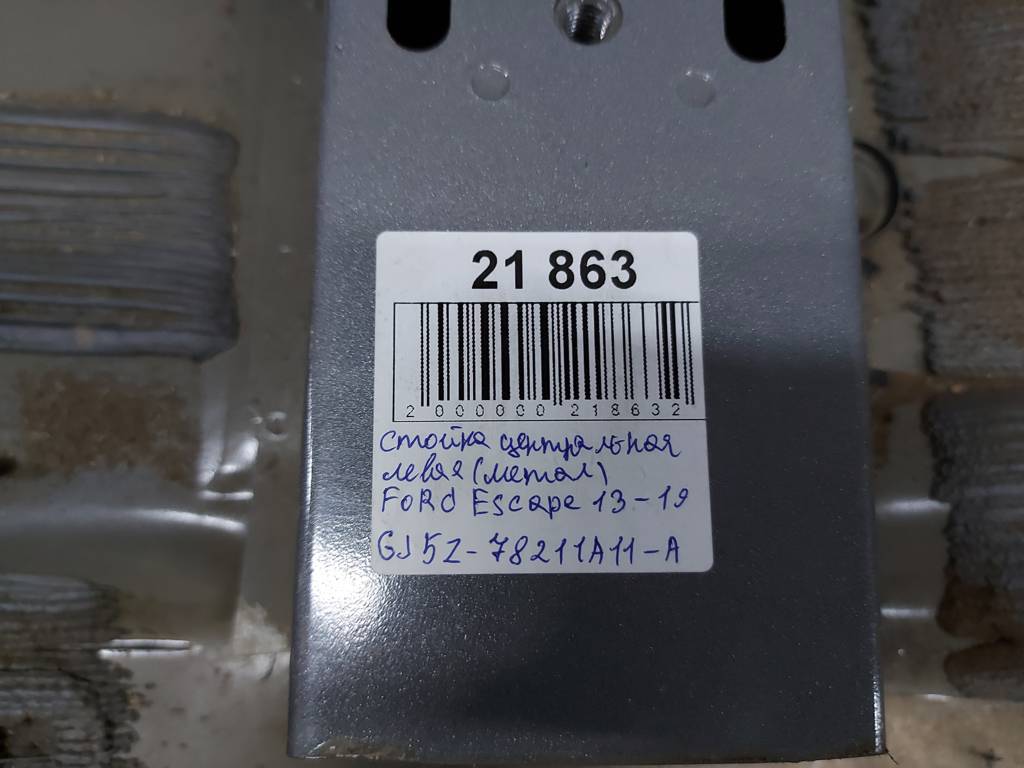 21 863
2 000000 218632
стойка центральная
левая (метал)
FORd Escape 13-19
GJ5Z-78211A11-A